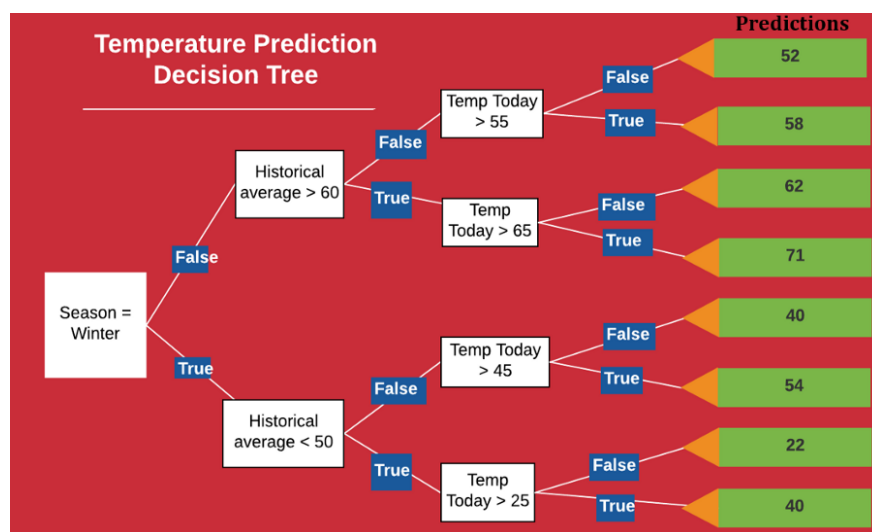 Predictions
Temperature Prediction
Decision Tree
52
False
Temp Today
> 55
True
58
False
Historical
average > 60
True
False
62
Temp
Today > 65
True
71
False
Season =
Winter
True
False
40
Temp Today
> 45
True
54
False
Historical
average < 50
True
False
22
Temp
Today > 25
True
40